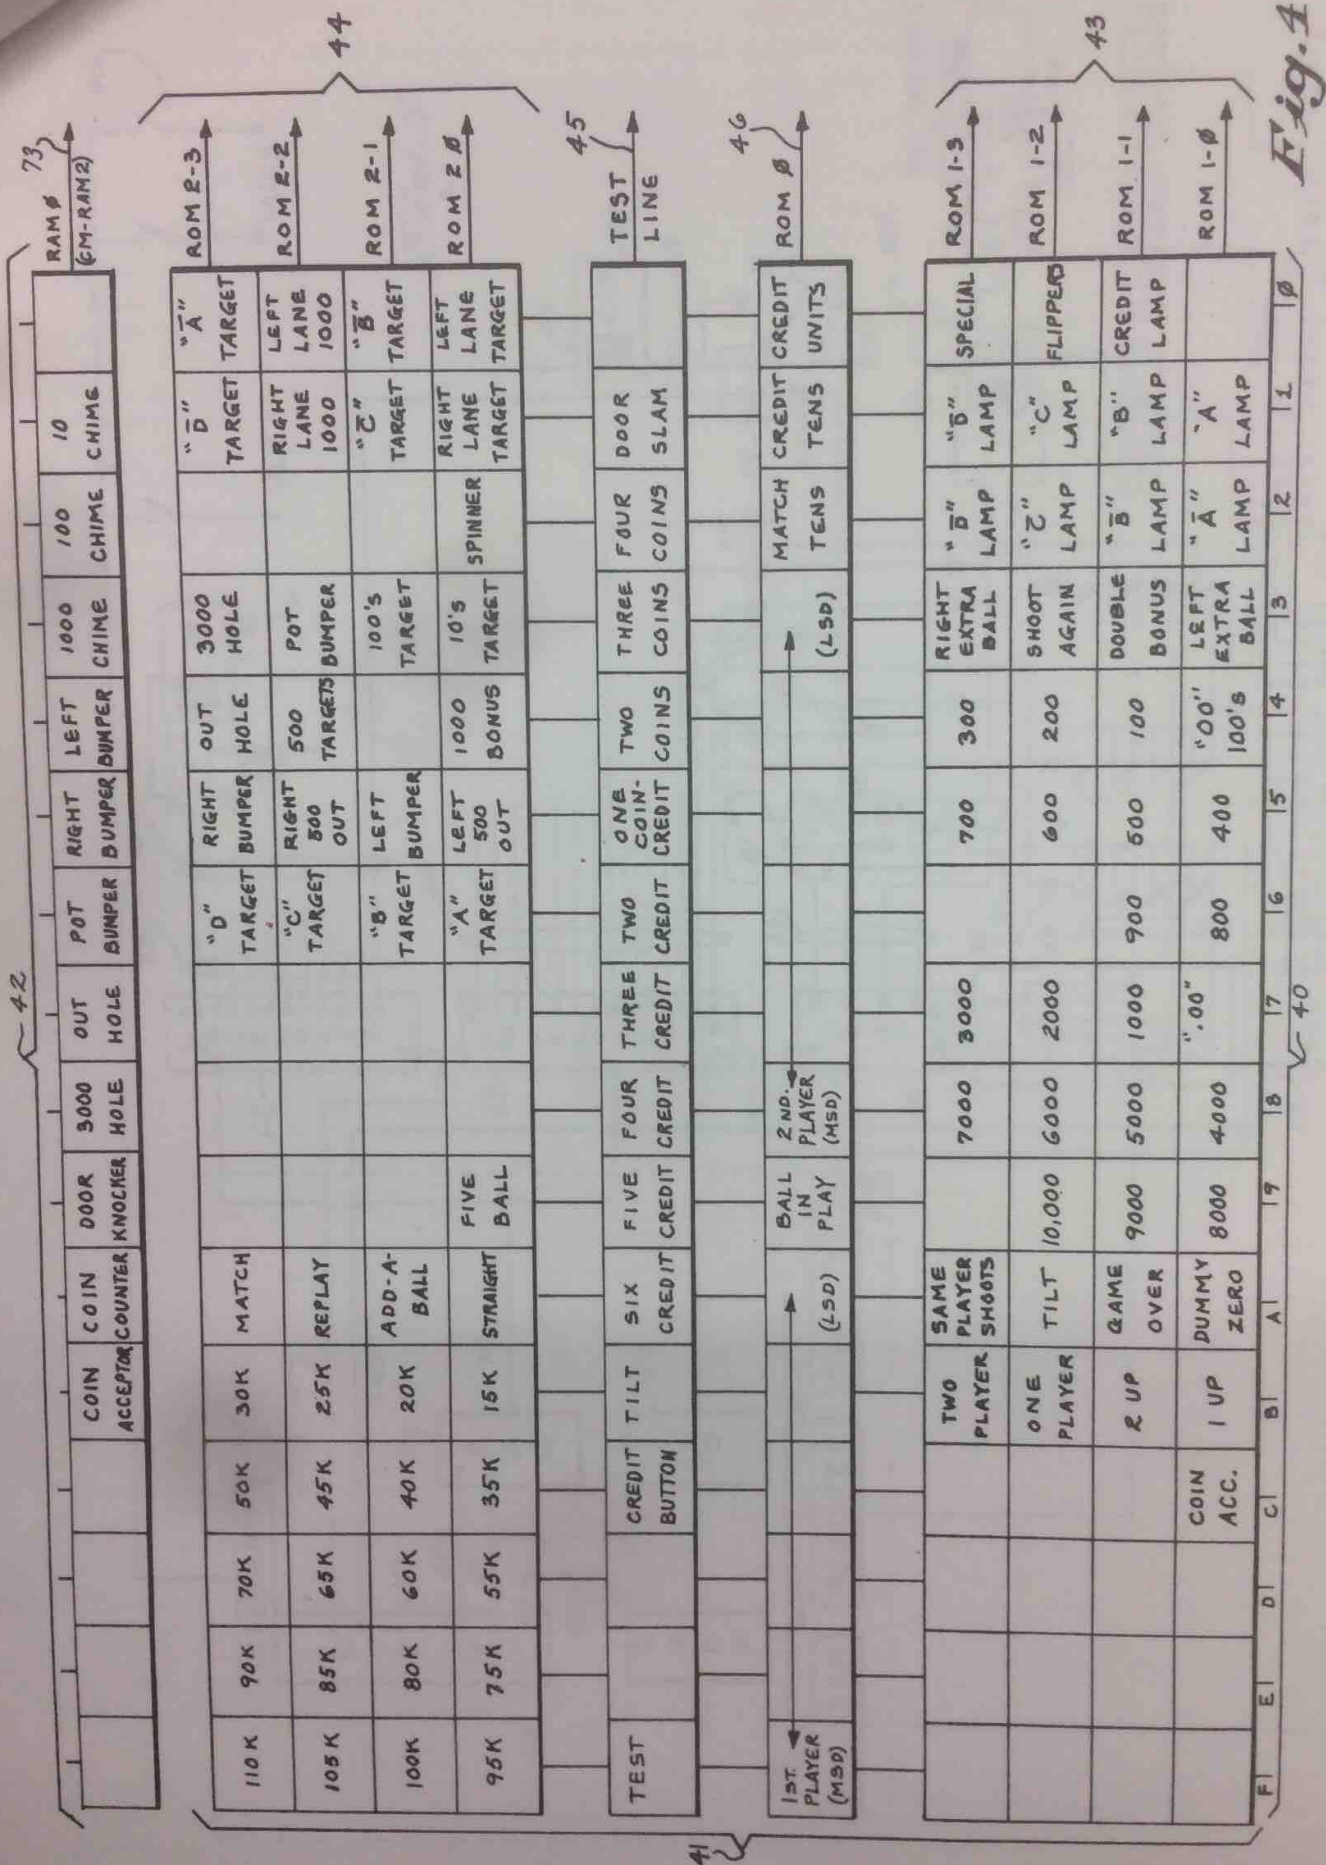 42
COIN
ACCEPTOR
COIN
COUNTER
DOOR
KNOCKER
3000
HOLE
OUT
HOLE
POT
BUMPER
RIGHT
BUMPER
LEFT
BUMPER
1000
CHIME
100
CHIME
10
CHIME
RAM Ø
(CM-RAM2)
73
110K
90K
70K
50K
30K
MATCH
"D"
TARGET
RIGHT
BUMPER
OUT
HOLE
3000
HOLE
"D̅"
TARGET
"A̅"
TARGET
ROM 2-3
105K
85K
65K
45K
25K
REPLAY
"C"
TARGET
RIGHT
500
OUT
500
TARGETS
POT
BUMPER
RIGHT
LANE
1000
LEFT
LANE
1000
ROM 2-2
100K
80K
60K
40K
20K
ADD-A-
BALL
"B"
TARGET
LEFT
BUMPER
100's
TARGET
"C̅"
TARGET
"B̅"
TARGET
ROM 2-1
95K
75K
55K
35K
15K
STRAIGHT
FIVE
BALL
"A"
TARGET
LEFT
500
OUT
1000
BONUS
10's
TARGET
SPINNER
RIGHT
LANE
TARGET
LEFT
LANE
TARGET
ROM 2 Ø
44
TEST
CREDIT
BUTTON
TILT
SIX
CREDIT
FIVE
CREDIT
FOUR
CREDIT
THREE
CREDIT
TWO
CREDIT
ONE
COIN-
CREDIT
TWO
COINS
THREE
COINS
FOUR
COINS
DOOR
SLAM
TEST
LINE
45
1ST.
PLAYER
(MSD)
(LSD)
BALL
IN
PLAY
2ND.
PLAYER
(MSD)
(LSD)
MATCH
TENS
CREDIT
TENS
CREDIT
UNITS
ROM Ø
46
41
TWO
PLAYER
SAME
PLAYER
SHOOTS
7000
3000
700
300
RIGHT
EXTRA
BALL
"D̅"
LAMP
"D"
LAMP
SPECIAL
ROM 1-3
ONE
PLAYER
TILT
10,000
6000
2000
600
200
SHOOT
AGAIN
"C̅"
LAMP
"C"
LAMP
FLIPPERS
ROM 1-2
2 UP
GAME
OVER
9000
5000
1000
900
500
100
DOUBLE
BONUS
"B̅"
LAMP
"B"
LAMP
CREDIT
LAMP
ROM 1-1
COIN
ACC.
1 UP
DUMMY
ZERO
8000
4000
".00"
800
400
"00"
100's
LEFT
EXTRA
BALL
"A̅"
LAMP
"A"
LAMP
ROM 1-Ø
43
F E D C B A 9 8 7 6 5 4 3 2 1 Ø
40
Fig. 4